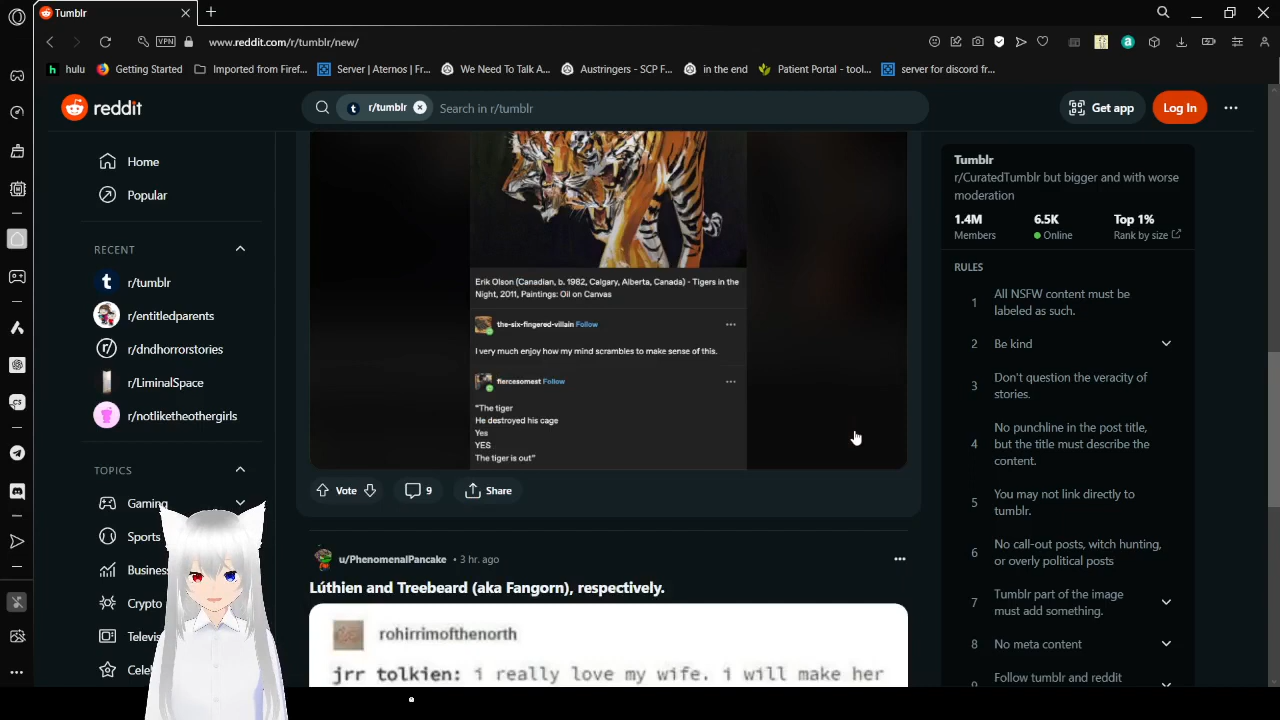 Tumblr
VPN
www.reddit.com/r/tumblr/new/
hulu
Getting Started
Imported from Firef...
Server | Aternos | Fr...
We Need To Talk A...
Austringers - SCP F...
in the end
Patient Portal - tool...
server for discord fr...
reddit
r/tumblr
Search in r/tumblr
Get app
Log In
Home
Popular
RECENT
r/tumblr
r/entitledparents
r/dndhorrorstories
r/LiminalSpace
r/notliketheothergirls
TOPICS
Gaming
Sports
Busines
Crypto
Televis
Celeb
Erik Olson (Canadian, b. 1982, Calgary, Alberta, Canada) - Tigers in the
Night, 2011, Paintings: Oil on Canvas
the-six-fingered-villain Follow
I very much enjoy how my mind scrambles to make sense of this.
fiercesomest Follow
"The tiger
He destroyed his cage
Yes
YES
The tiger is out"
Vote
9
Share
u/PhenomenalPancake • 3 hr. ago
Lúthien and Treebeard (aka Fangorn), respectively.
rohirrimofthenorth
jrr tolkien: i really love my wife. i will make her
Tumblr
r/CuratedTumblr but bigger and with worse
moderation
1.4M
Members
6.5K
Online
Top 1%
Rank by size
RULES
1 All NSFW content must be
labeled as such.
2 Be kind
3 Don't question the veracity of
stories.
4 No punchline in the post title,
but the title must describe the
content.
5 You may not link directly to
tumblr.
6 No call-out posts, witch hunting,
or overly political posts
7 Tumblr part of the image
must add something.
8 No meta content
9 Follow tumblr and reddit